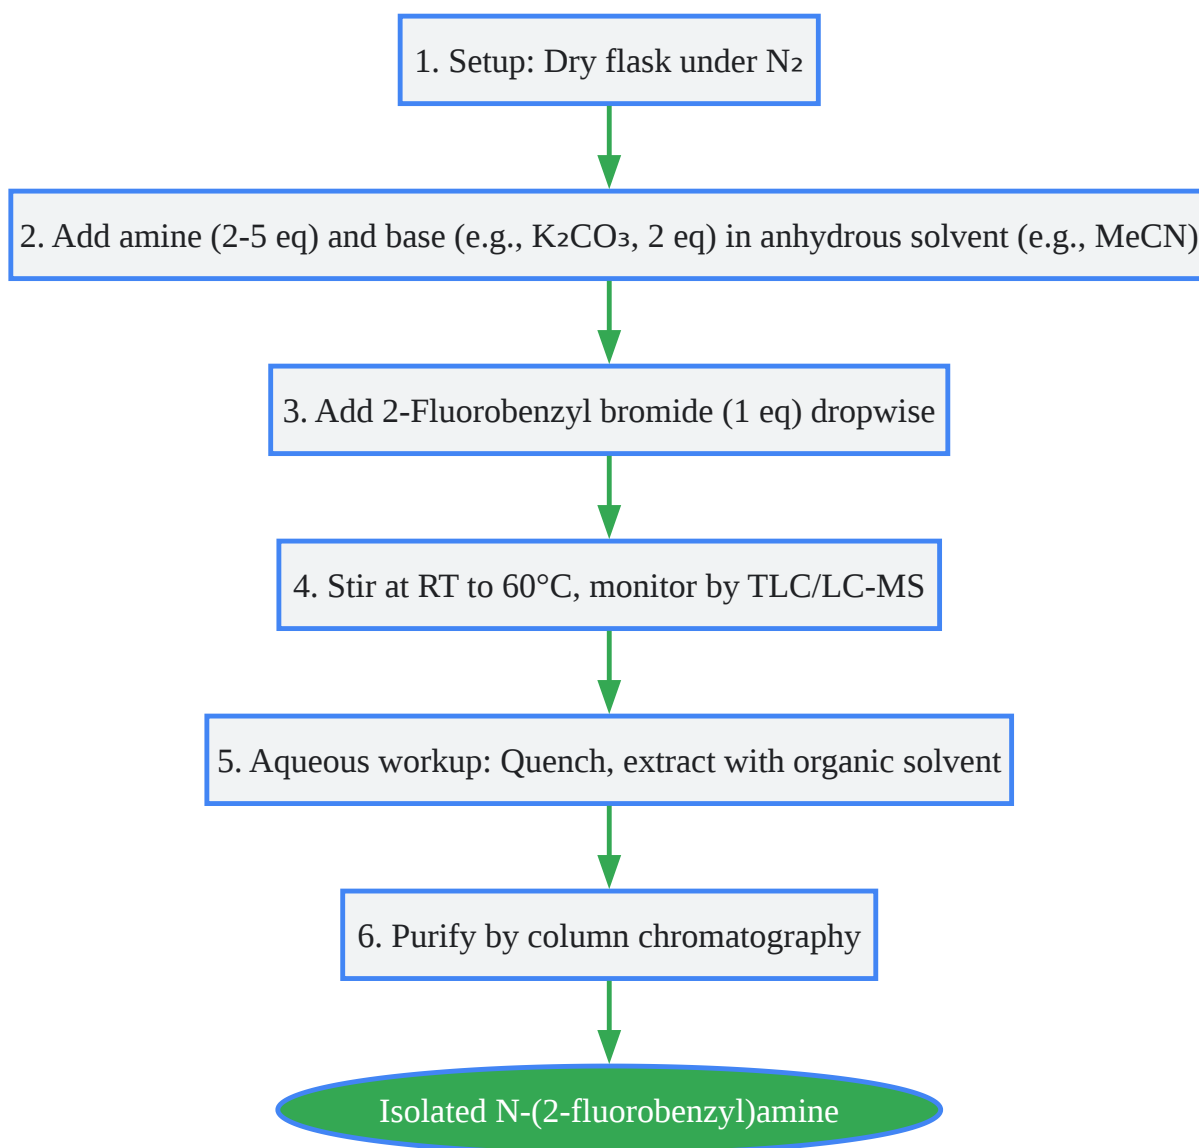 1. Setup: Dry flask under N₂
2. Add amine (2-5 eq) and base (e.g., K₂CO₃, 2 eq) in anhydrous solvent (e.g., MeCN)
3. Add 2-Fluorobenzyl bromide (1 eq) dropwise
4. Stir at RT to 60°C, monitor by TLC/LC-MS
5. Aqueous workup: Quench, extract with organic solvent
6. Purify by column chromatography
Isolated N-(2-fluorobenzyl)amine